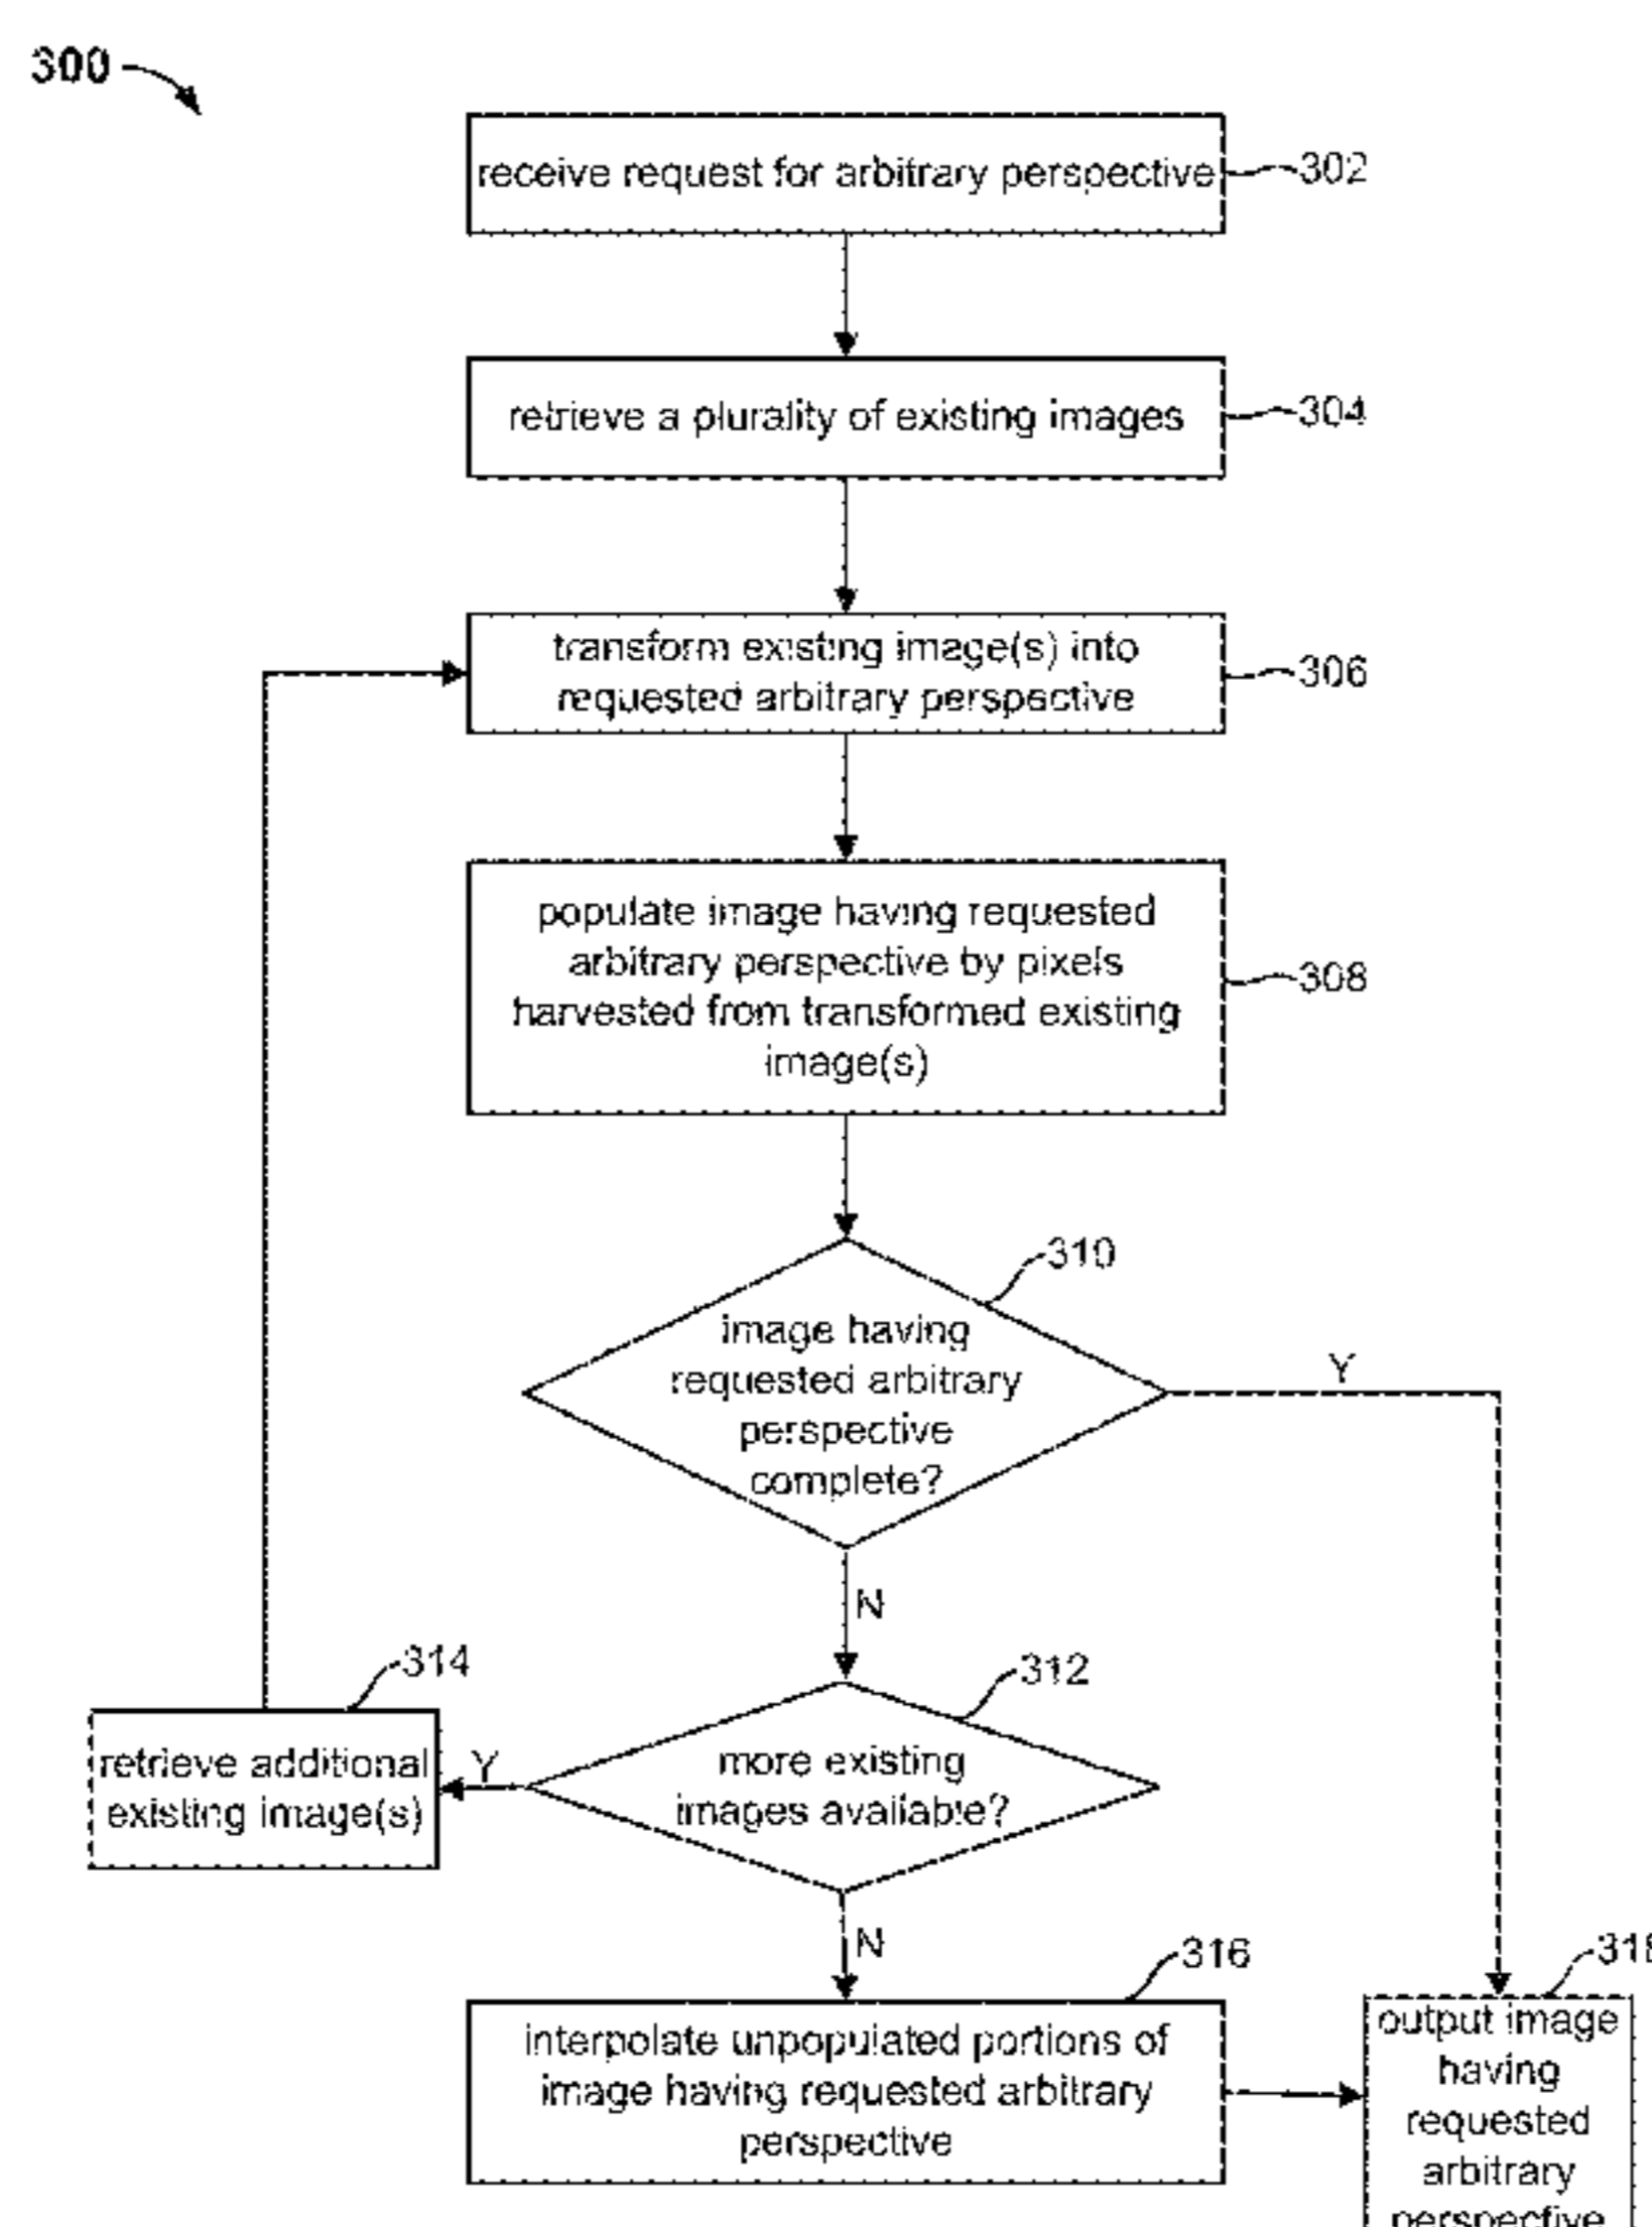 300
receive request for arbitrary perspective
302
retrieve a plurality of existing images
304
transform existing image(s) into
requested arbitrary perspective
306
populate image having requested
arbitrary perspective by pixels
harvested from transformed existing
image(s)
308
310
image having
requested arbitrary
perspective
complete?
Y
N
314
312
retrieve additional
existing image(s)
Y
more existing
images available?
N
316
318
interpolate unpopulated portions of
image having requested arbitrary
perspective
output image
having
requested
arbitrary
perspective